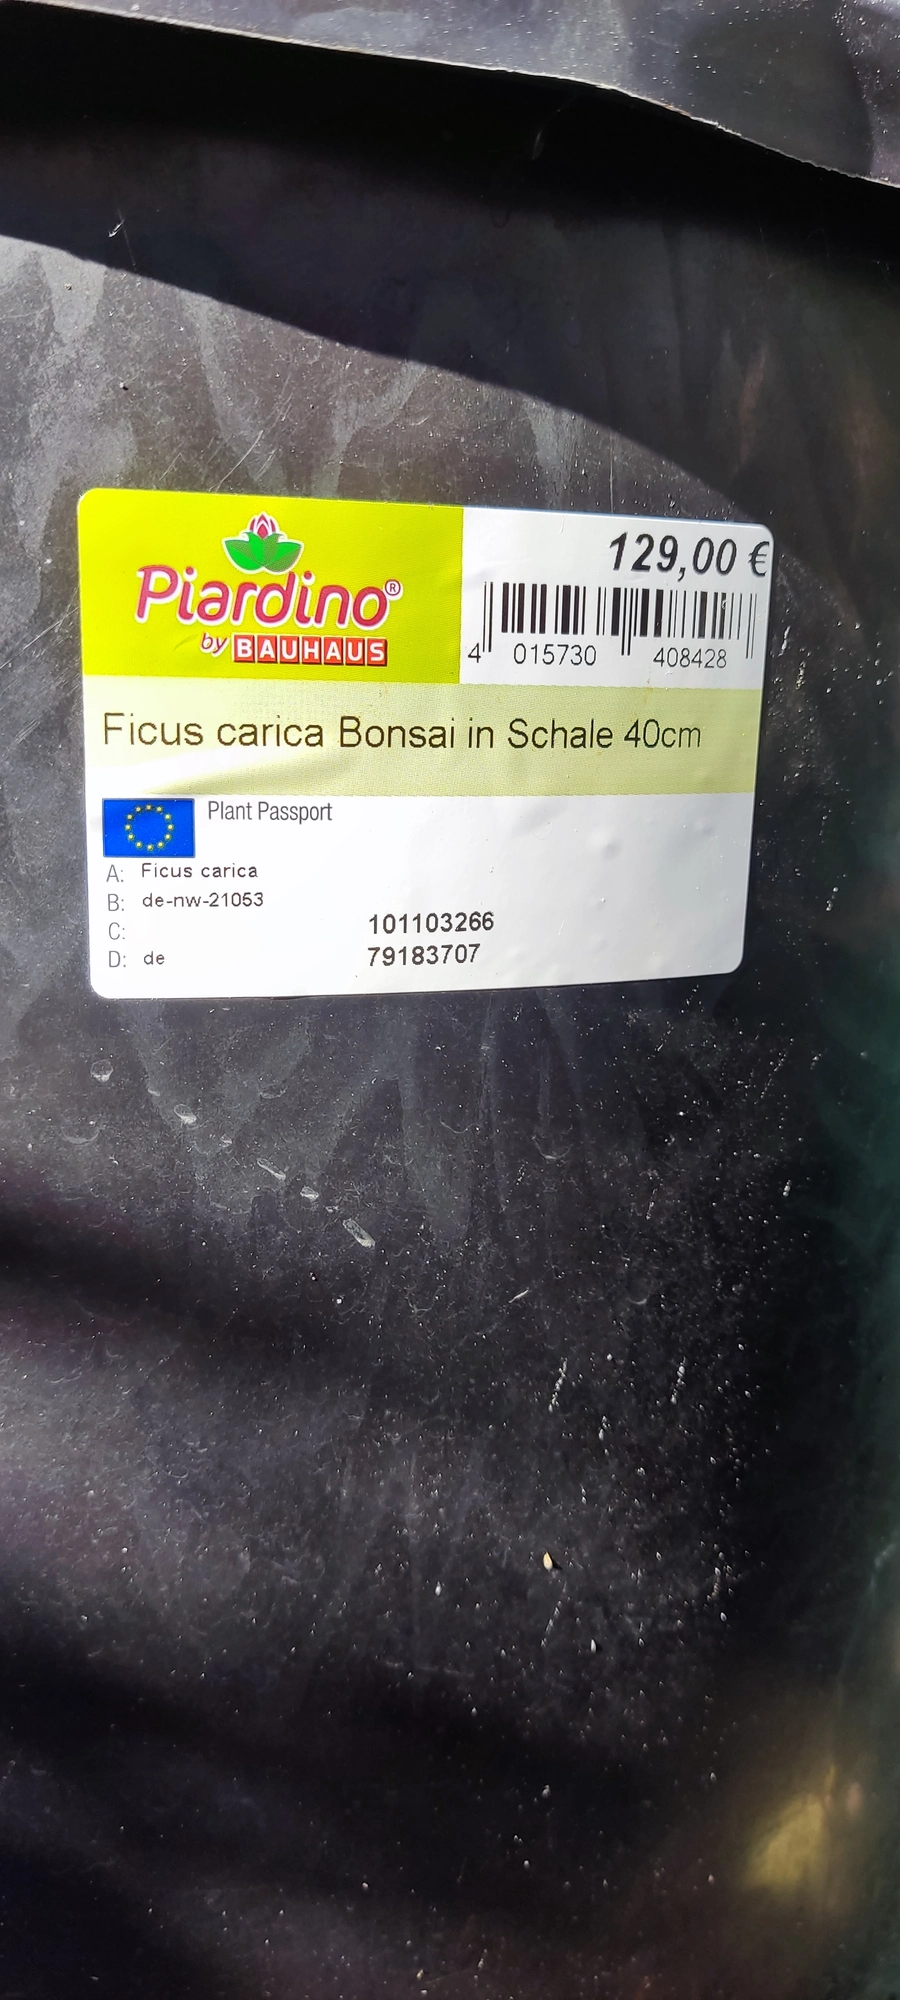 Piardino®
by BAUHAUS
129,00 €
4 015730 408428
Ficus carica Bonsai in Schale 40cm
Plant Passport
A: Ficus carica
B: de-nw-21053
C: 101103266
D: de 79183707